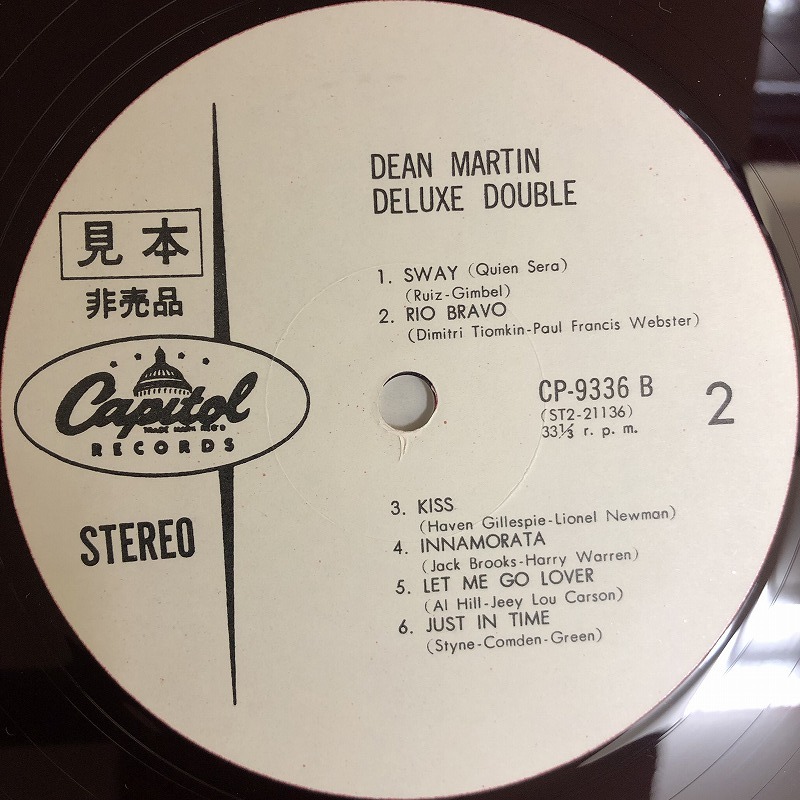 DEAN MARTIN
DELUXE DOUBLE
見本
非売品
1. SWAY (Quien Sera)
(Ruiz-Gimbel)
2. RIO BRAVO
(Dimitri Tiomkin-Paul Francis Webster)
Capitol
TRADE MARK REG
RECORDS
CP-9336 B
(ST2-21136)
33⅓ r. p. m.
2
STEREO
3. KISS
(Haven Gillespie-Lionel Newman)
4. INNAMORATA
(Jack Brooks-Harry Warren)
5. LET ME GO LOVER
(Al Hill-Jeey Lou Carson)
6. JUST IN TIME
(Styne-Comden-Green)